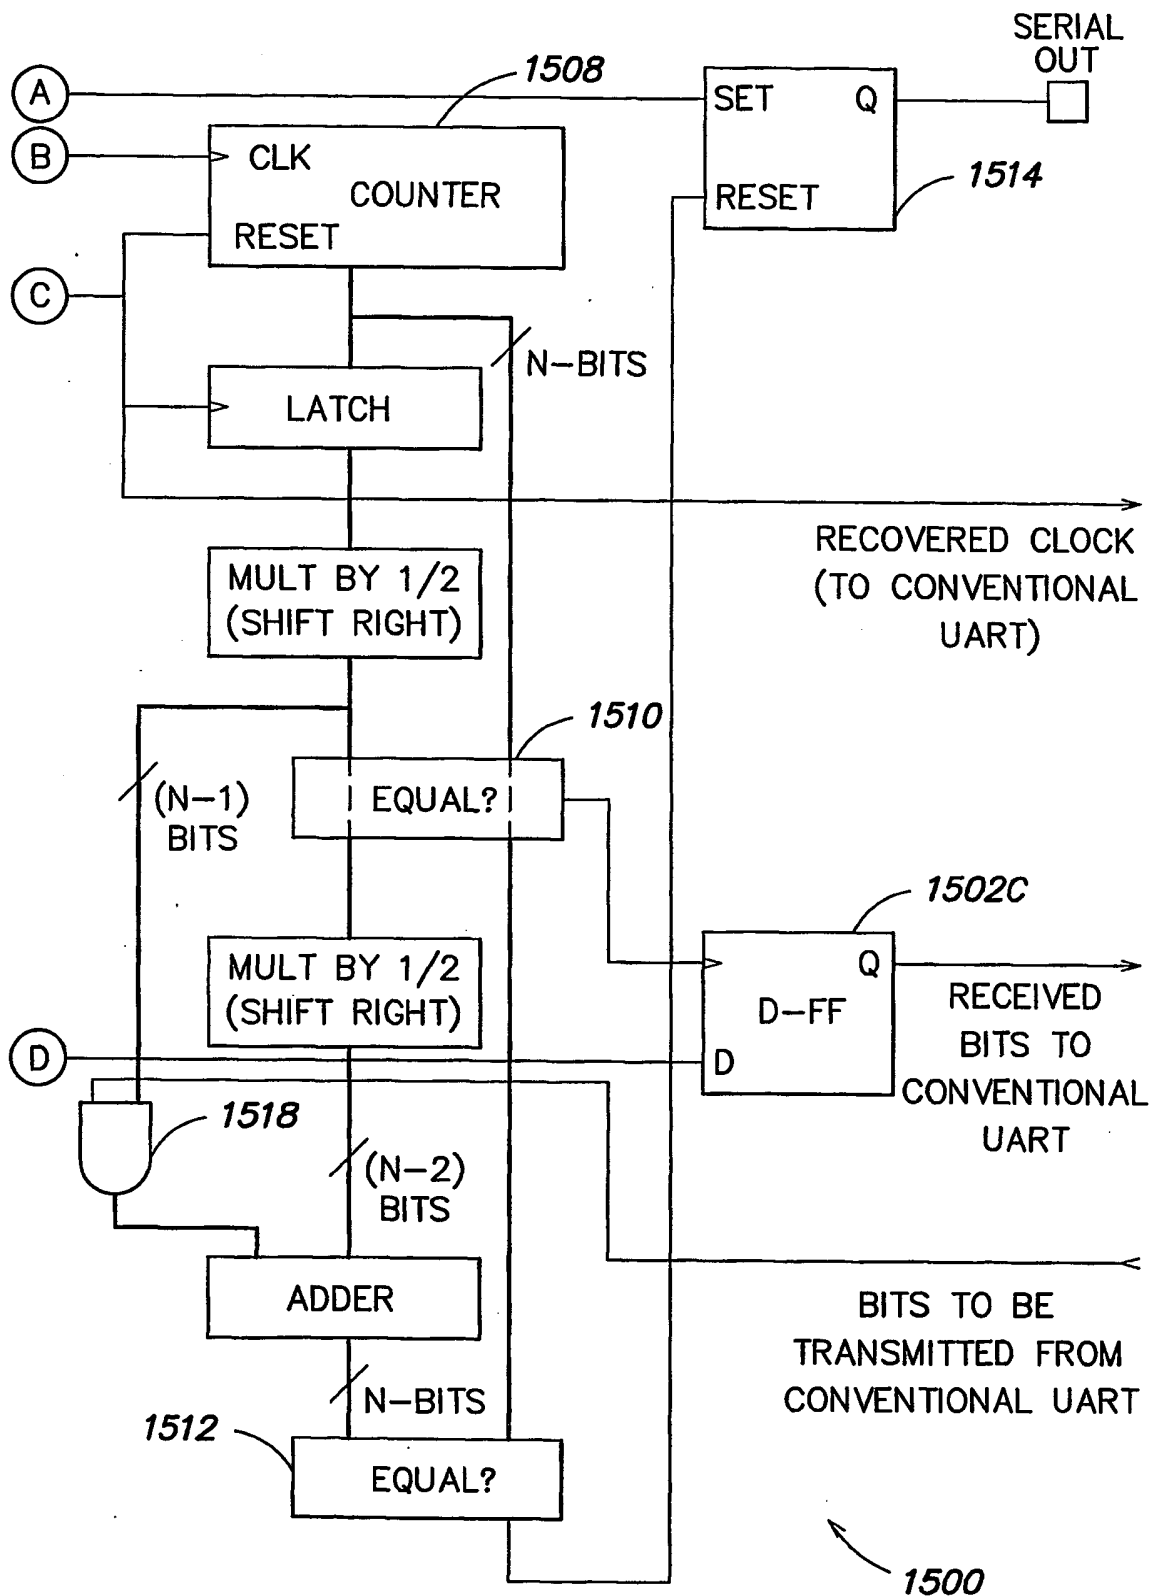 SERIAL
OUT
1508
A
SET
Q
B
CLK
COUNTER
1514
RESET
RESET
C
N-BITS
LATCH
RECOVERED CLOCK
(TO CONVENTIONAL
UART)
MULT BY 1/2
(SHIFT RIGHT)
1510
(N-1)
BITS
EQUAL?
1502C
MULT BY 1/2
(SHIFT RIGHT)
Q
D-FF
RECEIVED
BITS TO
CONVENTIONAL
UART
D
D
1518
(N-2)
BITS
ADDER
BITS TO BE
TRANSMITTED FROM
CONVENTIONAL UART
N-BITS
1512
EQUAL?
1500